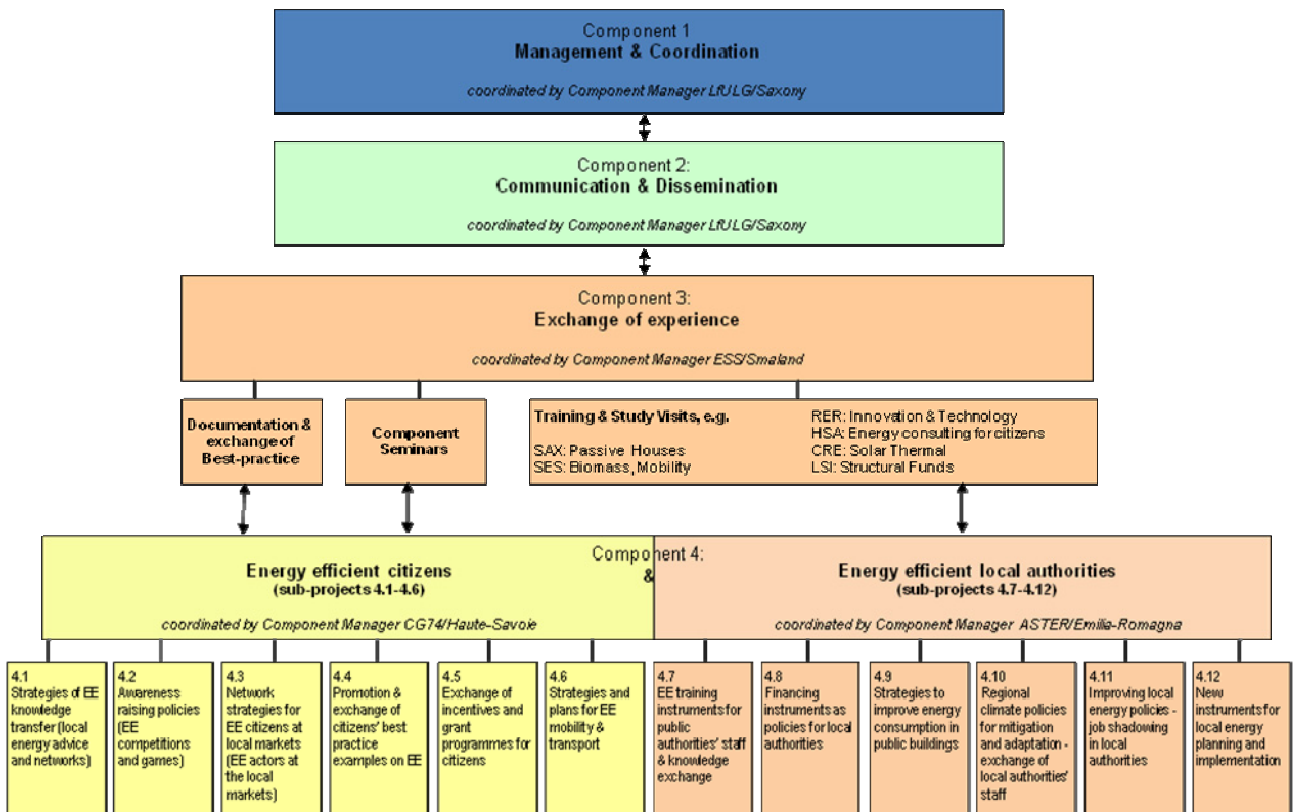 Component 1
Management & Coordination
coordinated by Component Manager LfULG/Saxony
Component 2:
Communication & Dissemination
coordinated by Component Manager LfULG/Saxony
Component 3:
Exchange of experience
coordinated by Component Manager ESS/Smaland
Documentation &
exchange of
Best-practice
Component
Seminars
Training & Study Visits, e.g.
SAX: Passive Houses
SES: Biomass, Mobility
RER: Innovation & Technology
HSA: Energy consulting for citizens
CRE: Solar Thermal
LSI: Structural Funds
Component 4:
&
Energy efficient citizens
(sub-projects 4.1-4.6)
coordinated by Component Manager CG74/Haute-Savoie
Energy efficient local authorities
(sub-projects 4.7-4.12)
coordinated by Component Manager ASTER/Emilia-Romagna
4.1
Strategies of EE
knowledge
transfer (local
energy advice
and networks)
4.2
Awareness
raising policies
(EE
competitions
and games)
4.3
Network
strategies for
EE citizens at
local markets
(EE actors at
the local
markets)
4.4
Promotion &
exchange of
citizens' best
practice
examples on EE
4.5
Exchange of
incentives and
grant
programmes for
citizens
4.6
Strategies and
plans for EE
mobility &
transport
4.7
EE training
instruments for
public
authorities' staff
& knowledge
exchange
4.8
Financing
instruments as
policies for local
authorities
4.9
Strategies to
improve energy
consumption in
public buildings
4.10
Regional
climate policies
for mitigation
and adaptation -
exchange of
local authorities'
staff
4.11
Improving local
energy policies -
job shadowing
in local
authorities
4.12
New
instruments for
local energy
planning and
implementation